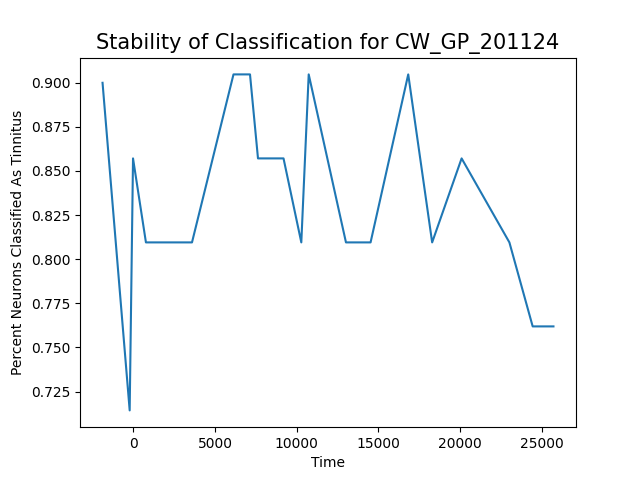 Stability of Classification for CW_GP_201124
Percent Neurons Classified As Tinnitus
0.900
0.875
0.850
0.825
0.800
0.775
0.750
0.725
0 5000 10000 15000 20000 25000
Time